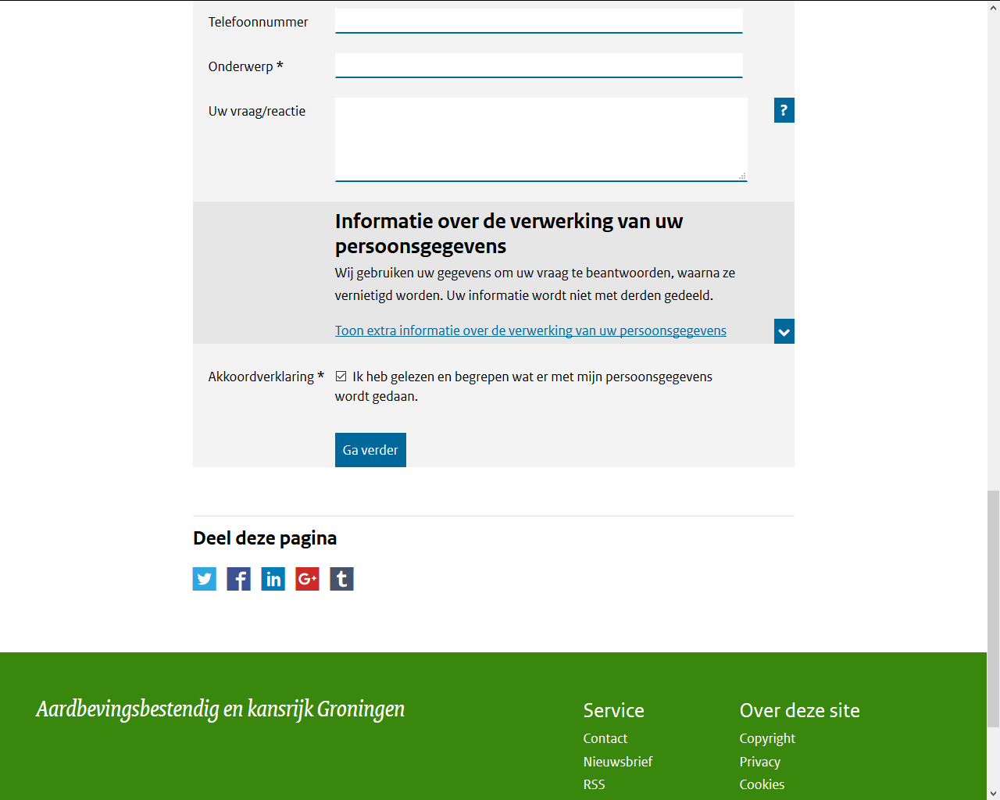 Telefoonnummer
Onderwerp *
Uw vraag/reactie
?
Informatie over de verwerking van uw
persoonsgegevens
Wij gebruiken uw gegevens om uw vraag te beantwoorden, waarna ze
vernietigd worden. Uw informatie wordt niet met derden gedeeld.
Toon extra informatie over de verwerking van uw persoonsgegevens
Akkoordverklaring *
Ik heb gelezen en begrepen wat er met mijn persoonsgegevens
wordt gedaan.
Ga verder
Deel deze pagina
f in G+ t
Aardbevingsbestendig en kansrijk Groningen
Service
Contact
Nieuwsbrief
RSS
Over deze site
Copyright
Privacy
Cookies